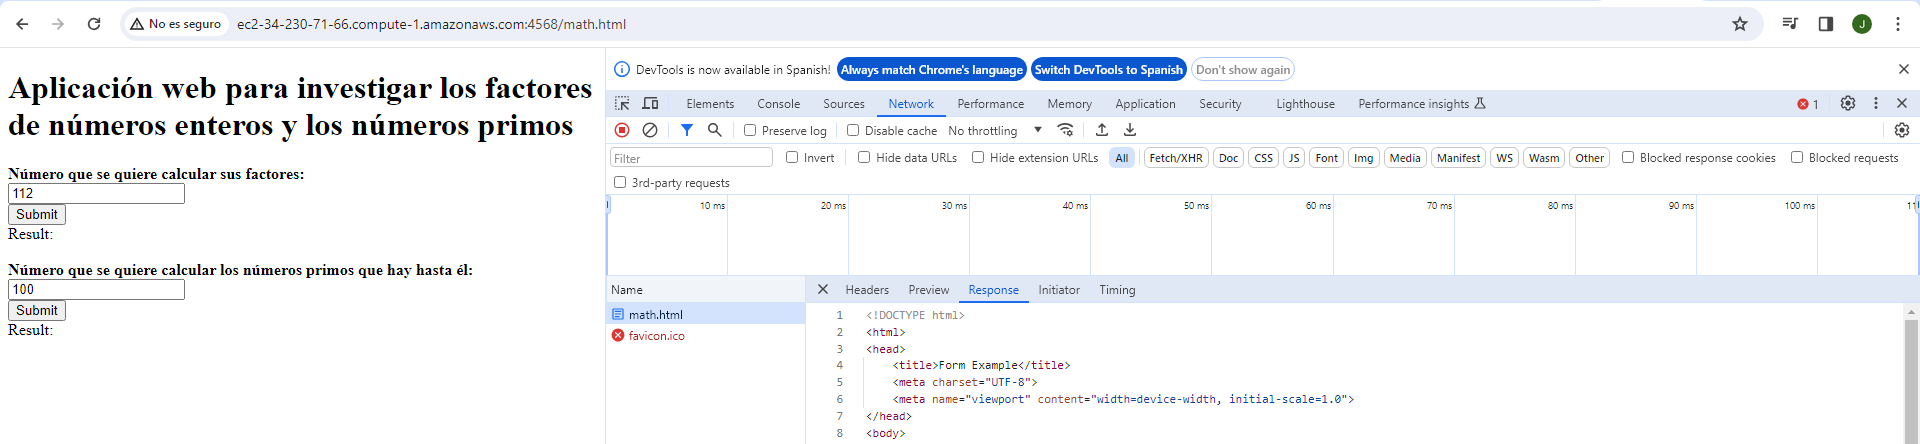 No es seguro ec2-34-230-71-66.compute-1.amazonaws.com:4568/math.html J
Aplicación web para investigar los factores
de números enteros y los números primos
Número que se quiere calcular sus factores:
112
Submit
Result:
Número que se quiere calcular los números primos que hay hasta él:
100
Submit
Result:
DevTools is now available in Spanish! Always match Chrome's language Switch DevTools to Spanish Don't show again
Elements Console Sources Network Performance Memory Application Security Lighthouse Performance insights 1
Preserve log Disable cache No throttling
Filter Invert Hide data URLs Hide extension URLs All Fetch/XHR Doc CSS JS Font Img Media Manifest WS Wasm Other Blocked response cookies Blocked requests
3rd-party requests
10 ms 20 ms 30 ms 40 ms 50 ms 60 ms 70 ms 80 ms 90 ms 100 ms 11
Name
math.html
favicon.ico
Headers Preview Response Initiator Timing
1 <!DOCTYPE html>
2 <html>
3 <head>
4 <title>Form Example</title>
5 <meta charset="UTF-8">
6 <meta name="viewport" content="width=device-width, initial-scale=1.0">
7 </head>
8 <body>